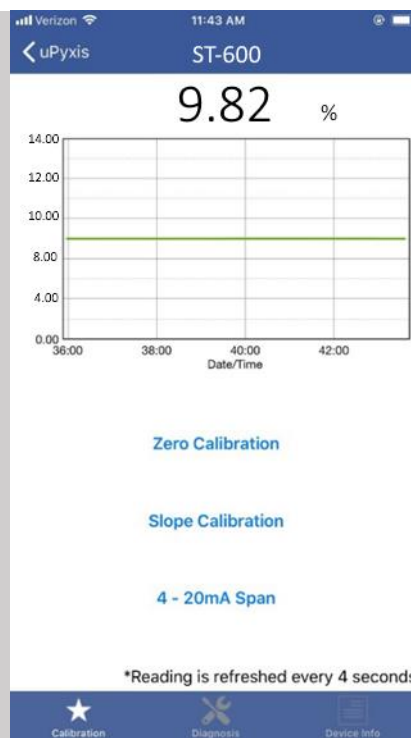 Verizon 11:43 AM
uPyxis ST-600
9.82 %
14.00
12.00
10.00
8.00
4.00
0.00
36:00 38:00 40:00 42:00
Date/Time
Zero Calibration
Slope Calibration
4 - 20mA Span
*Reading is refreshed every 4 seconds
Calibration Diagnosis Device Info